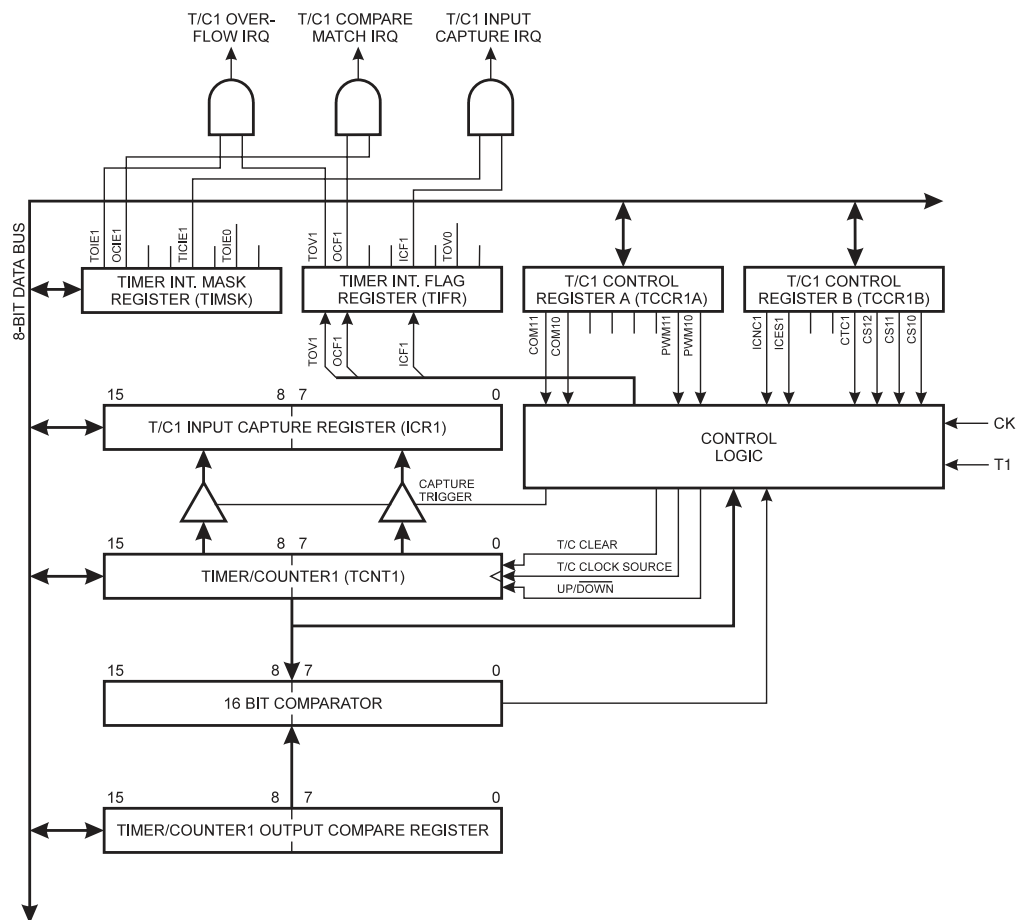 T/C1 OVER-
FLOW IRQ
T/C1 COMPARE
MATCH IRQ
T/C1 INPUT
CAPTURE IRQ
8-BIT DATA BUS
TOIE1
OCIE1
TICIE1
TOIE0
TOV1
OCF1
ICF1
TOV0
TIMER INT. MASK
REGISTER (TIMSK)
TIMER INT. FLAG
REGISTER (TIFR)
T/C1 CONTROL
REGISTER A (TCCR1A)
T/C1 CONTROL
REGISTER B (TCCR1B)
TOV1
OCF1
ICF1
COM11
COM10
PWM11
PWM10
ICNC1
ICES1
CTC1
CS12
CS11
CS10
15 8 7 0
T/C1 INPUT CAPTURE REGISTER (ICR1)
CONTROL
LOGIC
CK
T1
CAPTURE
TRIGGER
15 8 7 0
TIMER/COUNTER1 (TCNT1)
T/C CLEAR
T/C CLOCK SOURCE
UP/DOWN
15 8 7 0
16 BIT COMPARATOR
15 8 7 0
TIMER/COUNTER1 OUTPUT COMPARE REGISTER